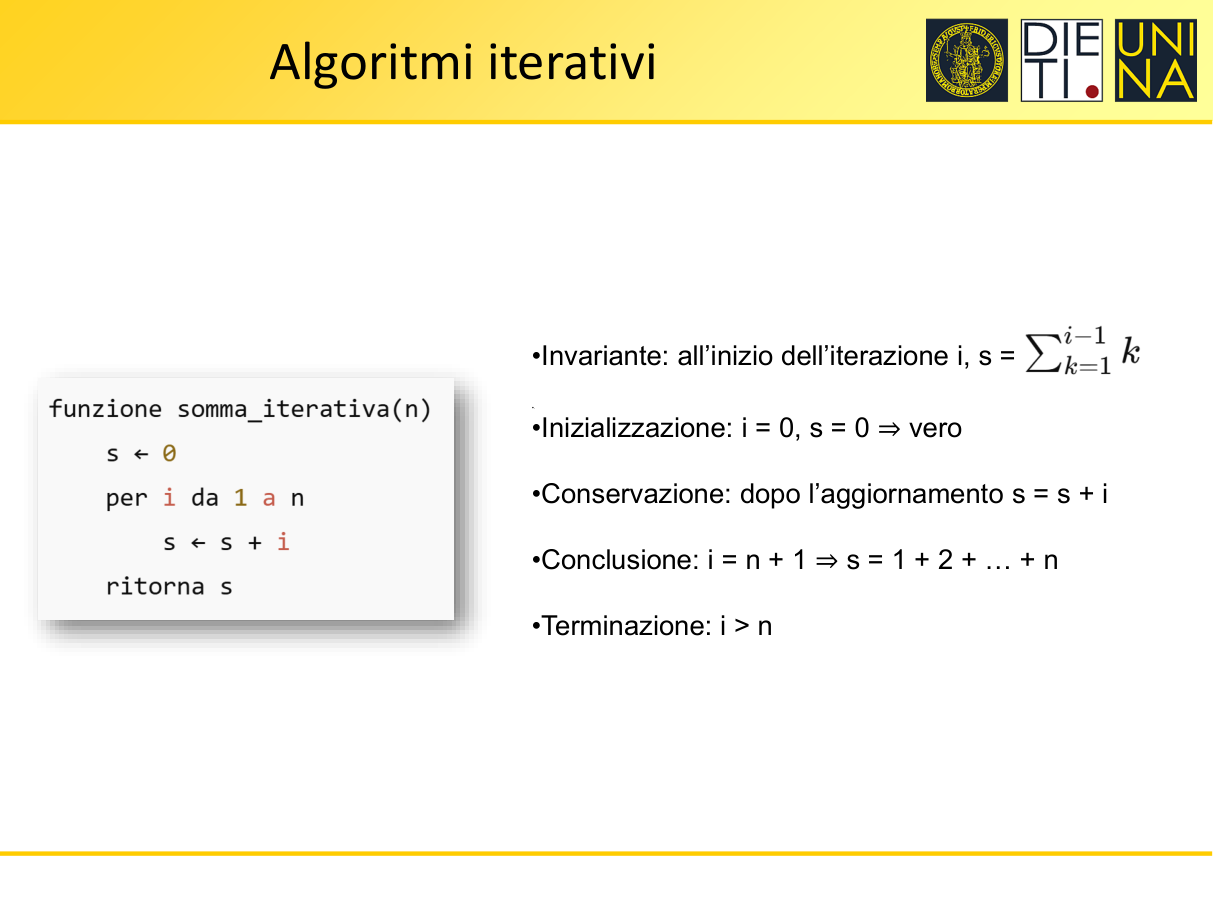 Algoritmi iterativi
DIE
TI.
UNI
NA
funzione somma_iterativa(n)
s ← 0
per i da 1 a n
s ← s + i
ritorna s
•Invariante: all’inizio dell’iterazione i, s = ∑_{k=1}^{i−1} k
•Inizializzazione: i = 0, s = 0 ⇒ vero
•Conservazione: dopo l’aggiornamento s = s + i
•Conclusione: i = n + 1 ⇒ s = 1 + 2 + … + n
•Terminazione: i > n